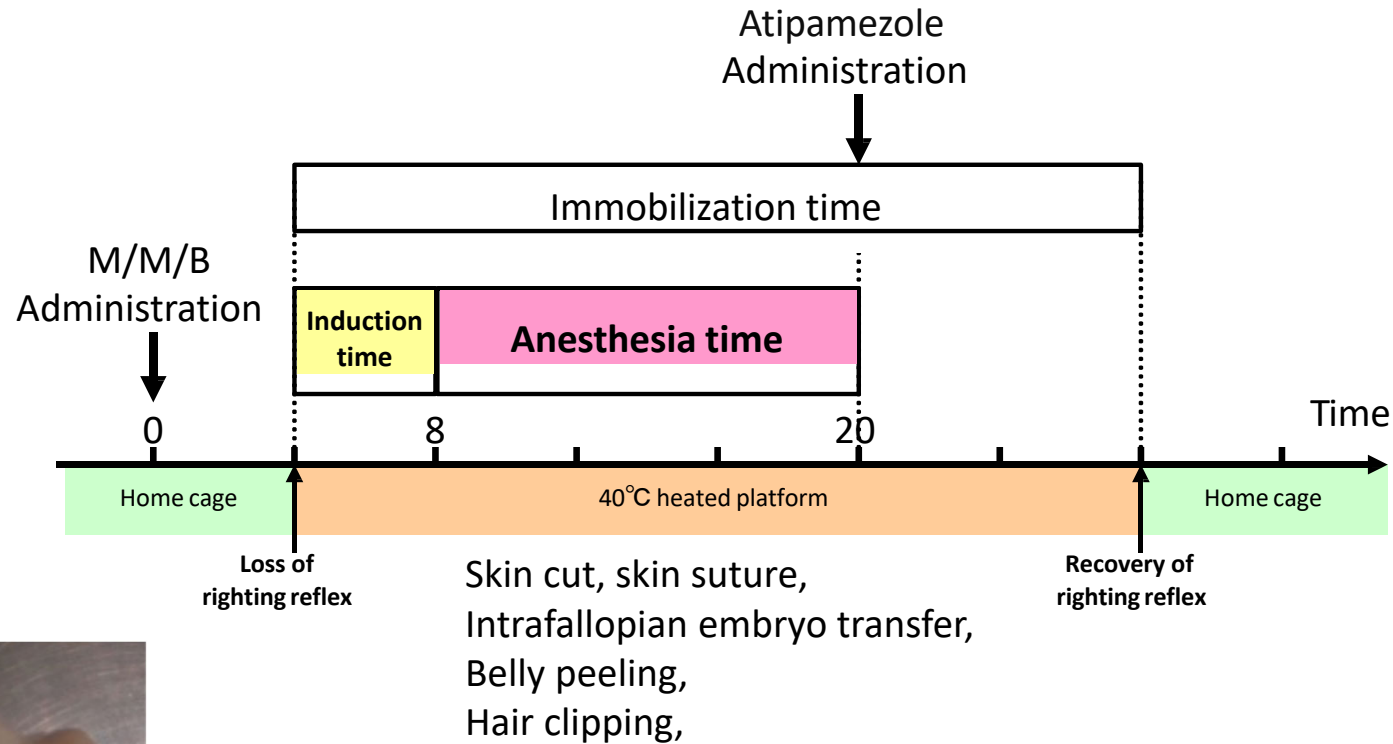 Atipamezole
Administration
Immobilization time
M/M/B
Administration
Induction
time
Anesthesia time
0
8
20
Time
Home cage
40℃ heated platform
Home cage
Loss of
righting reflex
Recovery of
righting reflex
Skin cut, skin suture,
Intrafallopian embryo transfer,
Belly peeling,
Hair clipping,